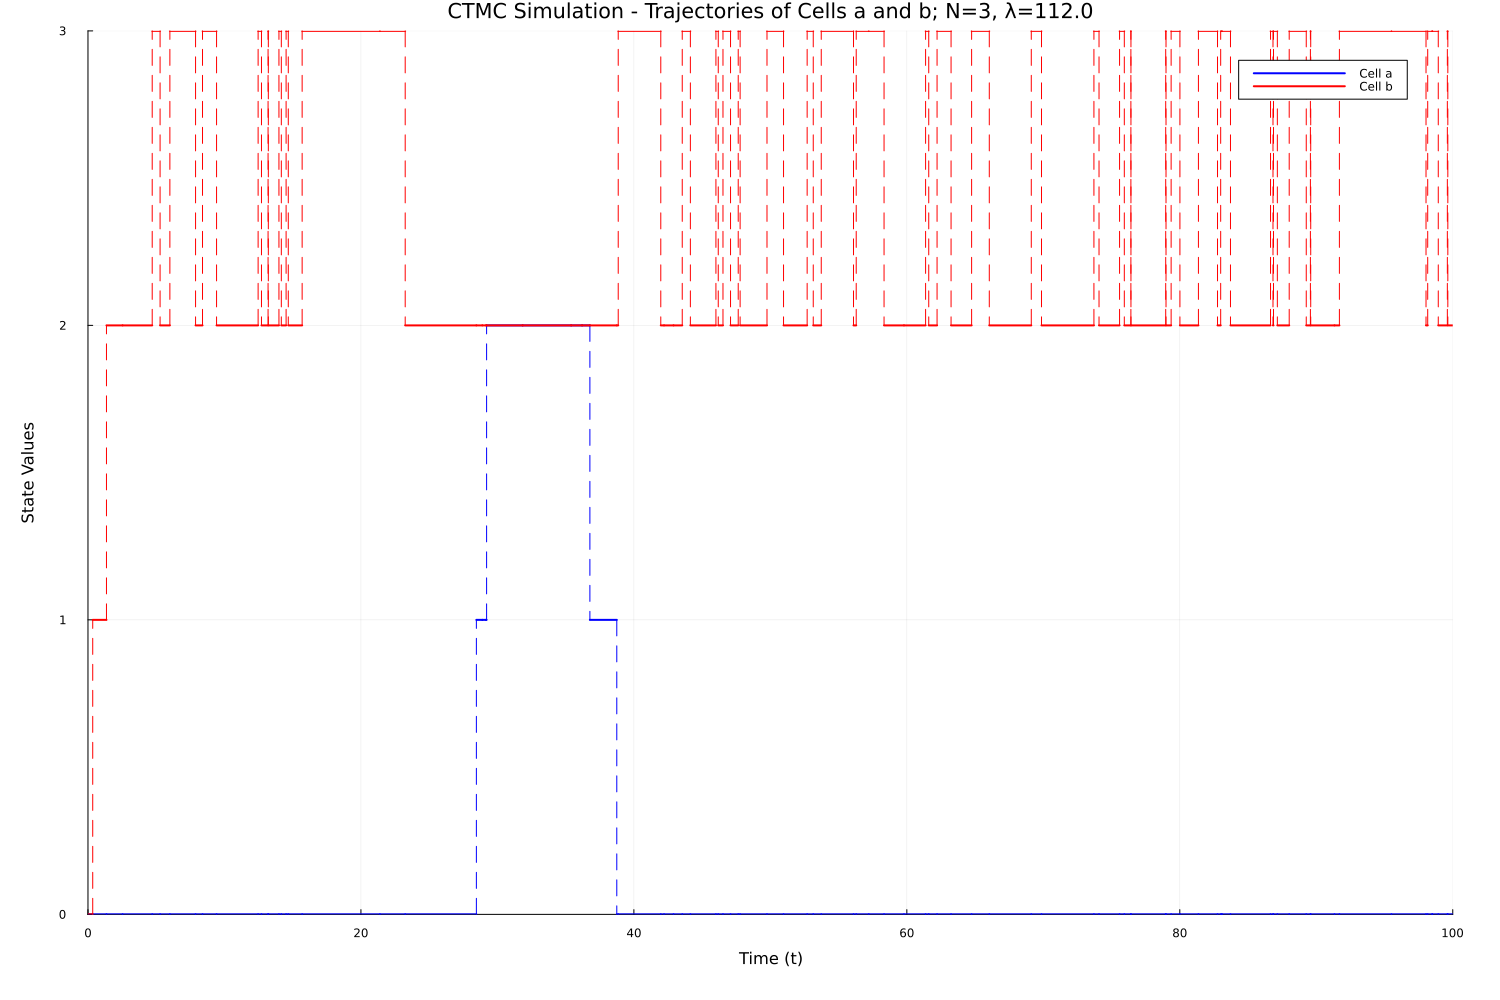 CTMC Simulation - Trajectories of Cells a and b; N=3, λ=112.0
3
Cell a
Cell b
2
State Values
1
0
0 20 40 60 80 100
Time (t)